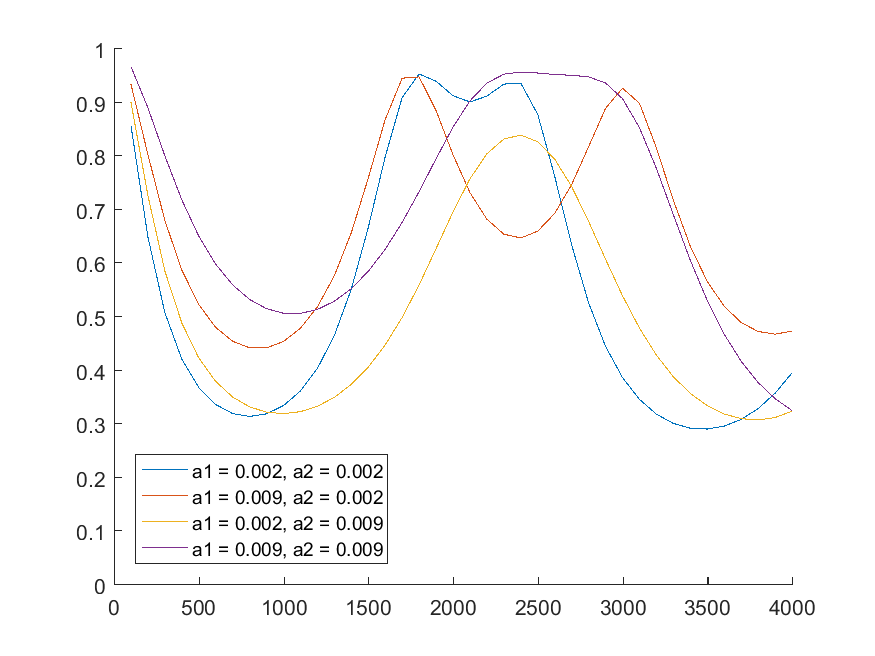 1
0.9
0.8
0.7
0.6
0.5
0.4
0.3
0.2
0.1
0
a1 = 0.002, a2 = 0.002
a1 = 0.009, a2 = 0.002
a1 = 0.002, a2 = 0.009
a1 = 0.009, a2 = 0.009
0 500 1000 1500 2000 2500 3000 3500 4000